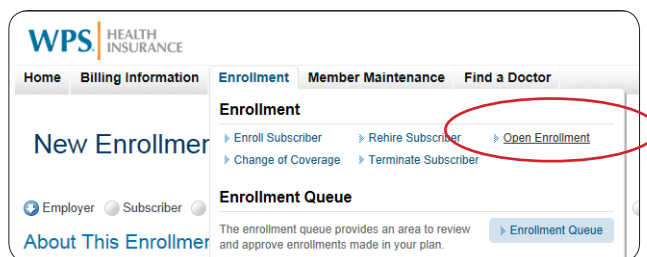 WPS. HEALTH INSURANCE
Home Billing Information Enrollment Member Maintenance Find a Doctor
Enrollment
Enroll Subscriber Rehire Subscriber Open Enrollment
Change of Coverage Terminate Subscriber
New Enrollmer
Enrollment Queue
Employer Subscriber
The enrollment queue provides an area to review and approve enrollments made in your plan.
Enrollment Queue
About This Enrollmer